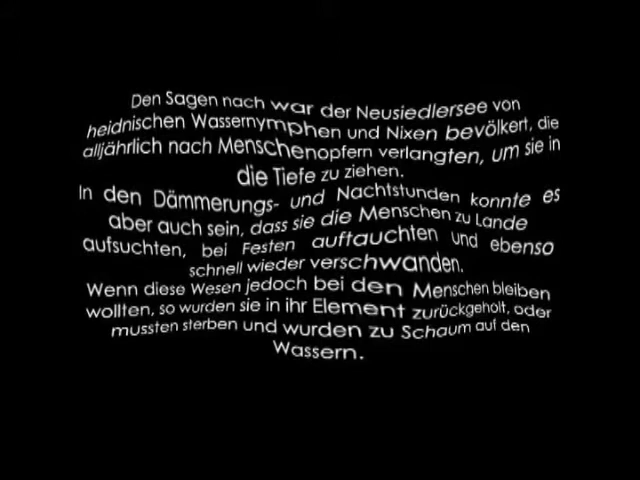 Den Sagen nach war der Neusiedlersee von
heidnischen Wassernymphen und Nixen bevölkert, die
alljährlich nach Menschenopfern verlangten, um sie in
die Tiefe zu ziehen.
In den Dämmerungs- und Nachtstunden konnte es
aber auch sein, dass sie die Menschen zu Lande
aufsuchten, bei Festen auftauchten und ebenso
schnell wieder verschwanden.
Wenn diese Wesen jedoch bei den Menschen bleiben
wollten, so wurden sie in ihr Element zurückgeholt, oder
mussten sterben und wurden zu Schaum auf den
Wassern.